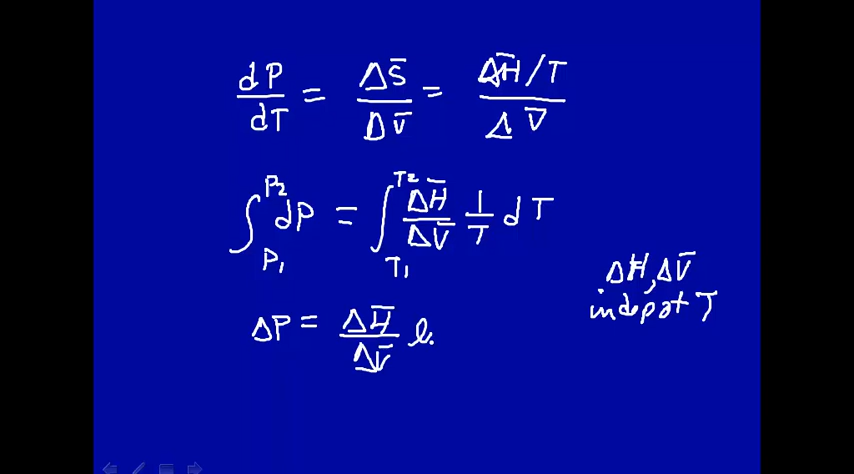 dP/dT = ΔS̄/ΔV̄ = ΔH̄/T / ΔV̄
∫_{P₁}^{P₂} dP = ∫_{T₁}^{T₂} ΔH̄/ΔV̄ 1/T dT
ΔH̄, ΔV̄
indep of T
ΔP = ΔH̄/ΔV̄ l